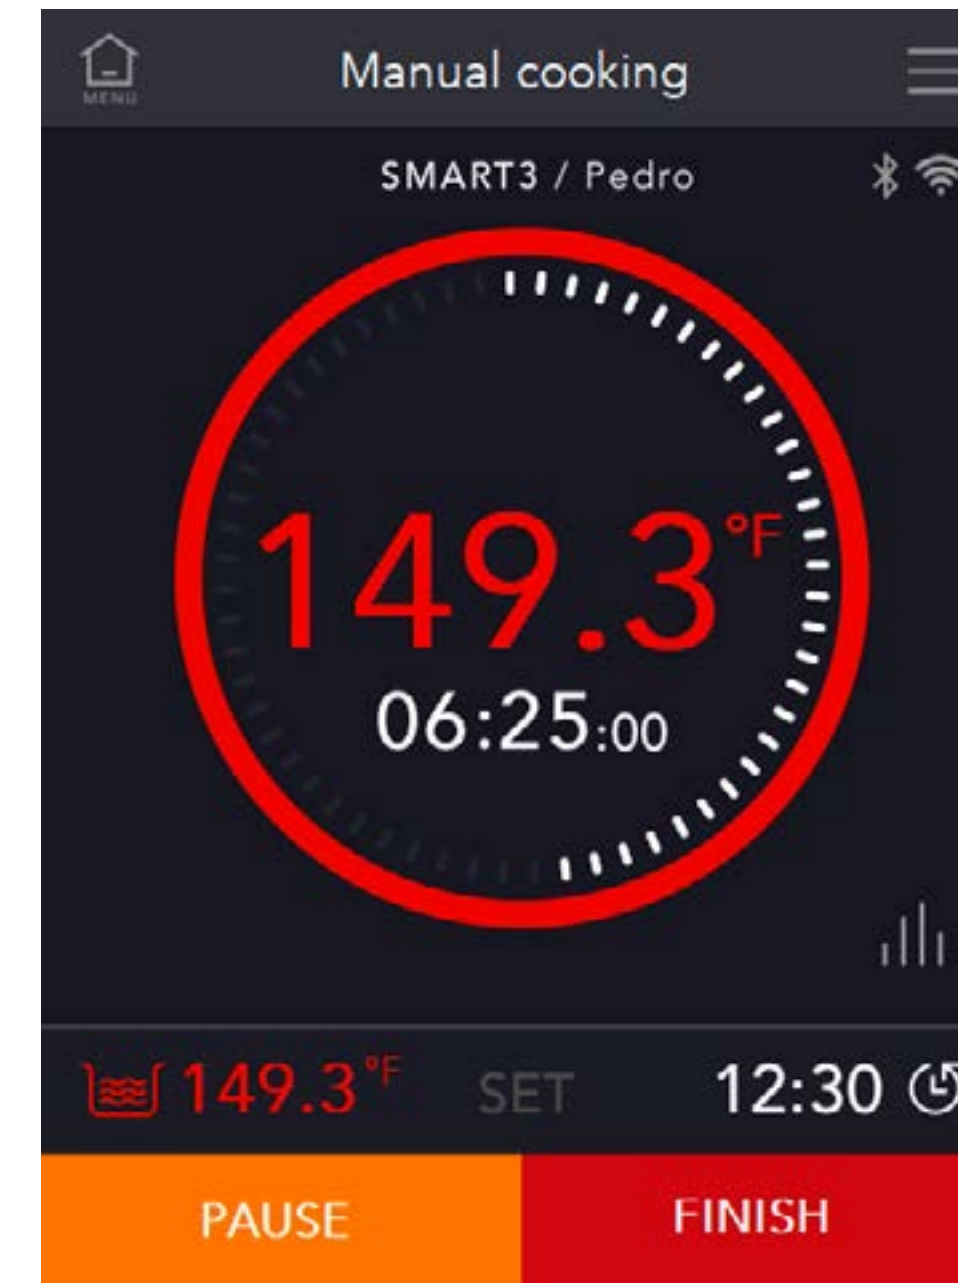 Manual cooking
MENU
SMART3 / Pedro
149.3°F
06:25:00
149.3°F SET 12:30
PAUSE FINISH